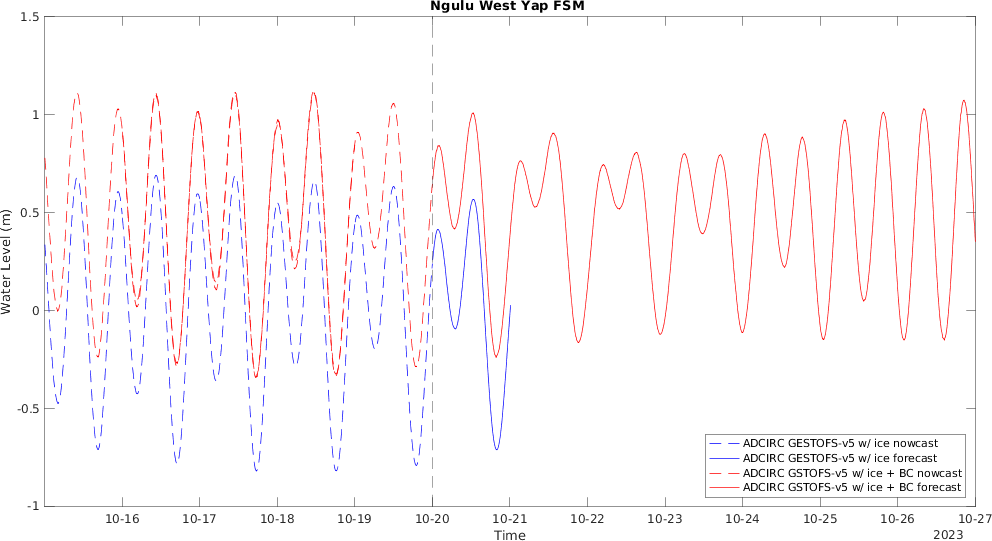 Ngulu West Yap FSM
1.5
1
0.5
0
-0.5
-1
Water Level (m)
ADCIRC GESTOFS-v5 w/ ice nowcast
ADCIRC GESTOFS-v5 w/ ice forecast
ADCIRC GSTOFS-v5 w/ ice + BC nowcast
ADCIRC GSTOFS-v5 w/ ice + BC forecast
10-16 10-17 10-18 10-19 10-20 10-21 10-22 10-23 10-24 10-25 10-26 10-27
Time
2023